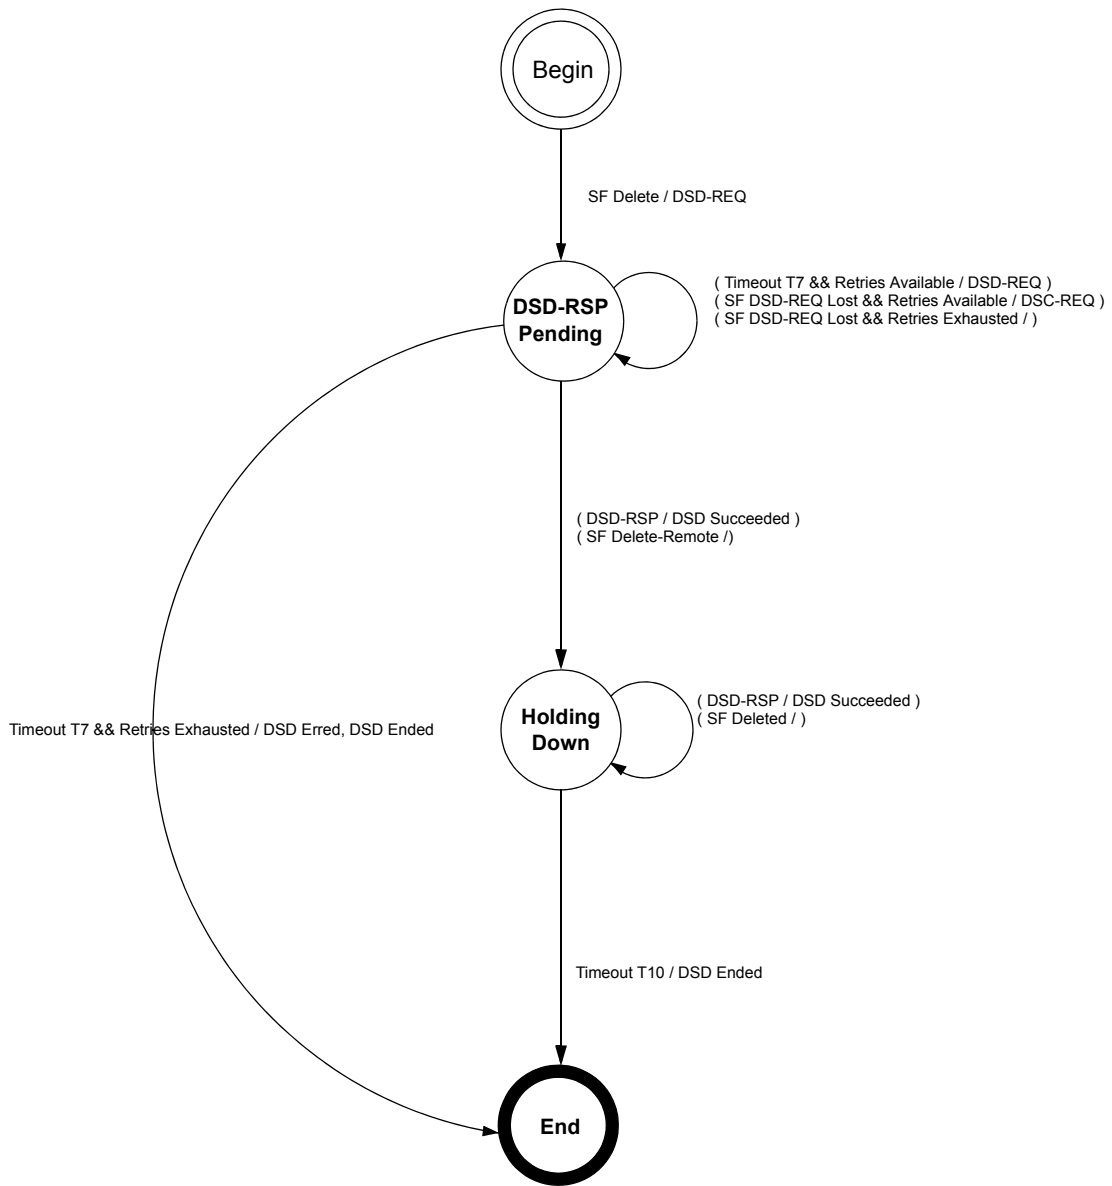 Begin
SF Delete / DSD-REQ
DSD-RSP
Pending
( Timeout T7 && Retries Available / DSD-REQ )
( SF DSD-REQ Lost && Retries Available / DSC-REQ )
( SF DSD-REQ Lost && Retries Exhausted / )
( DSD-RSP / DSD Succeeded )
( SF Delete-Remote /)
Holding
Down
( DSD-RSP / DSD Succeeded )
( SF Deleted / )
Timeout T7 && Retries Exhausted / DSD Erred, DSD Ended
Timeout T10 / DSD Ended
End